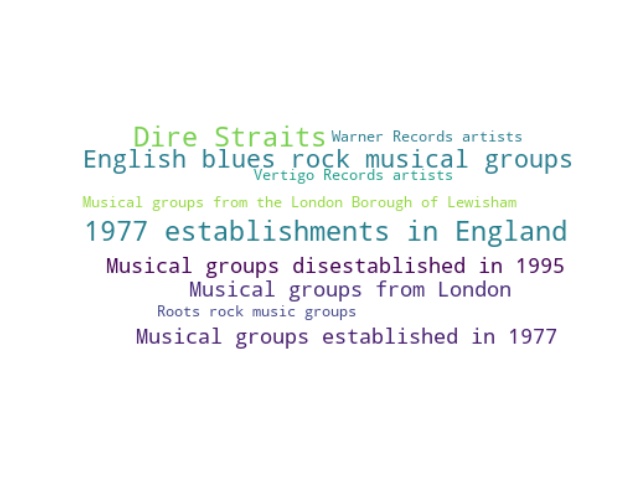 Dire Straits Warner Records artists
English blues rock musical groups
Vertigo Records artists
Musical groups from the London Borough of Lewisham
1977 establishments in England
Musical groups disestablished in 1995
Musical groups from London
Roots rock music groups
Musical groups established in 1977